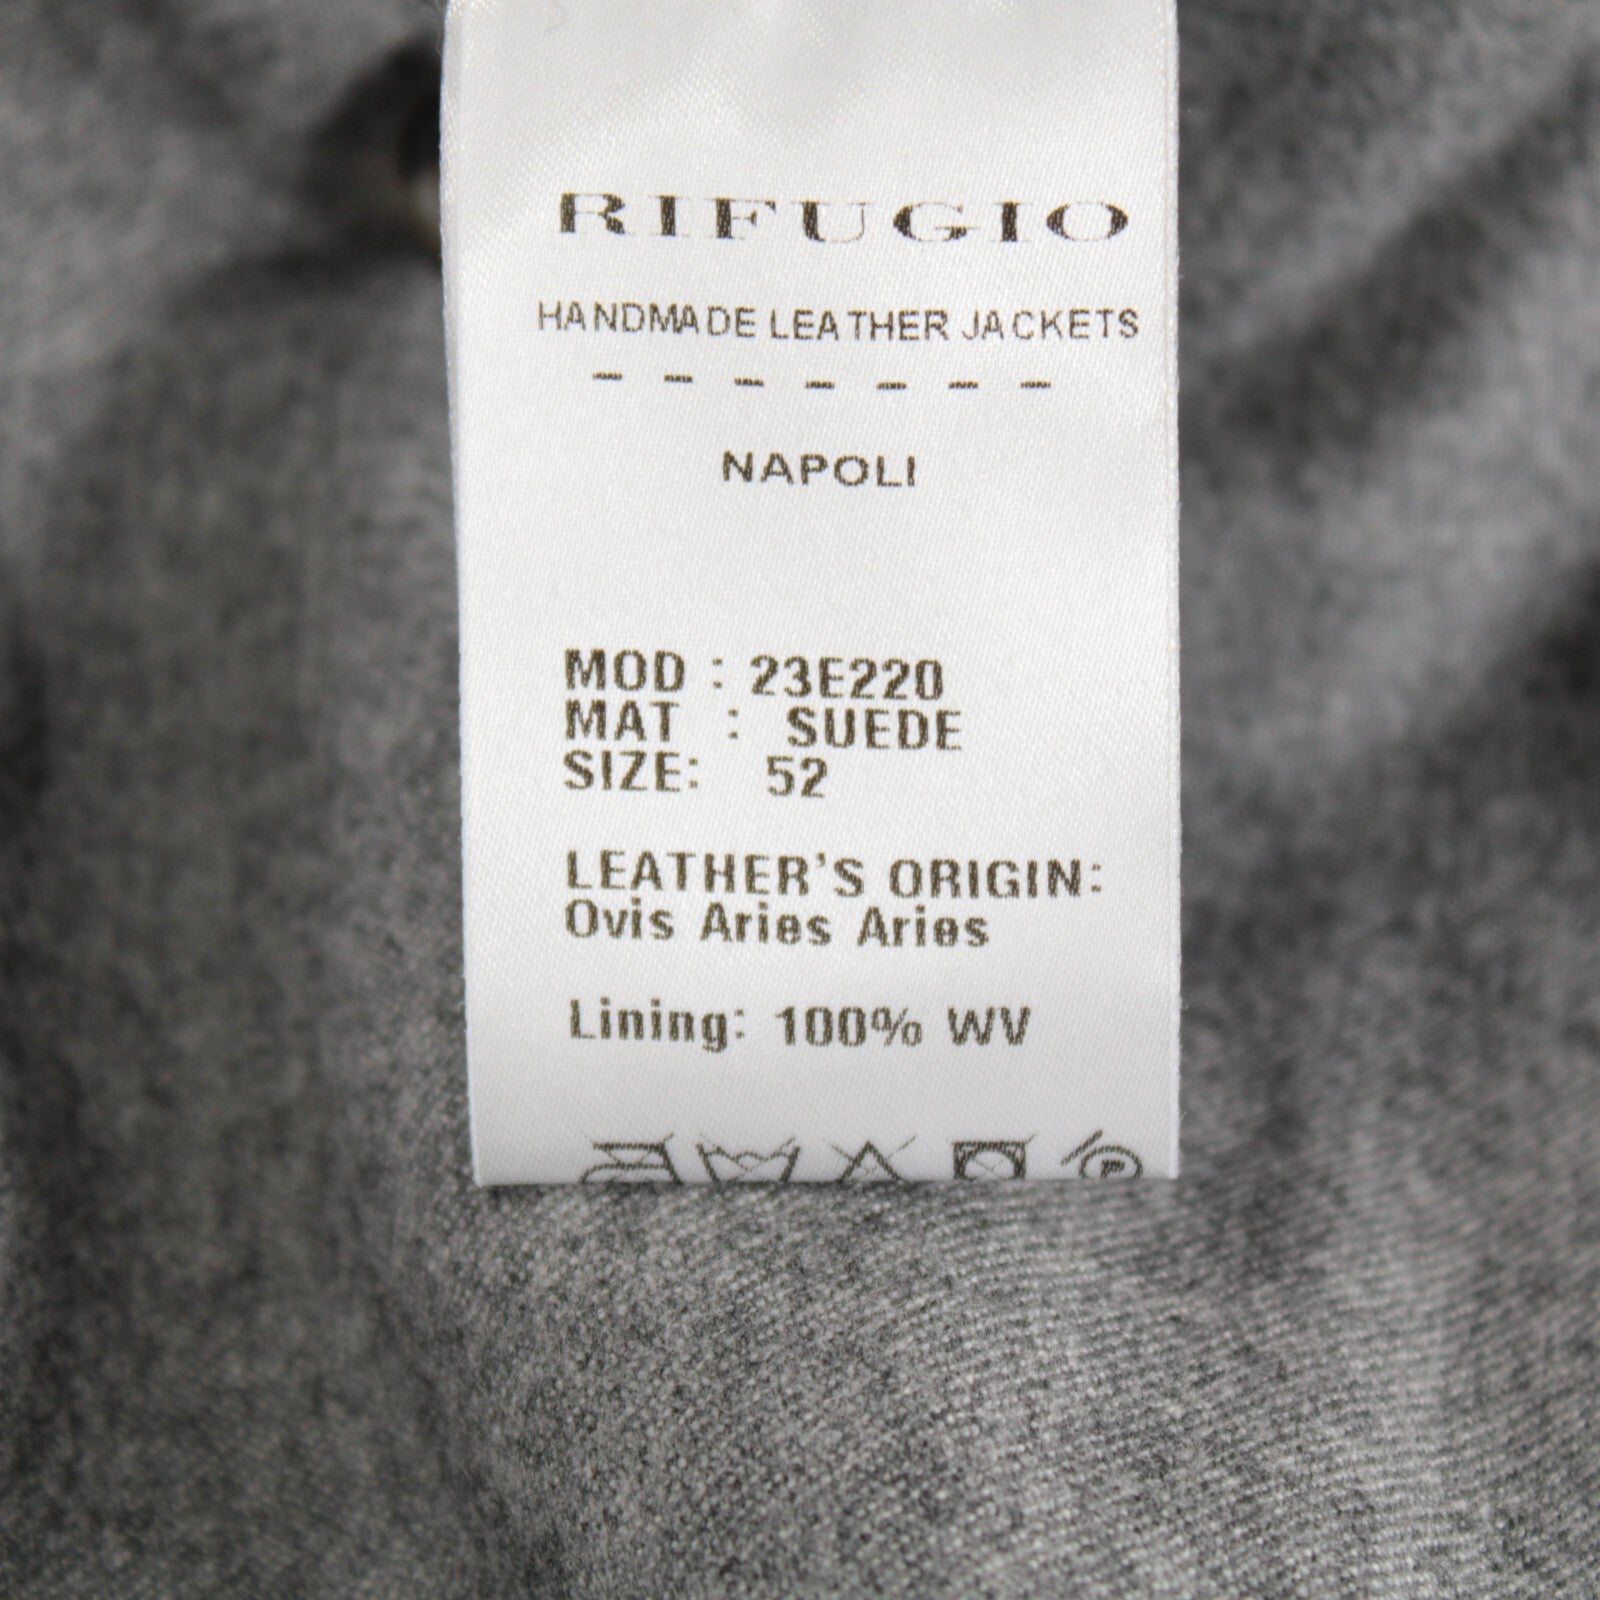 RIFUGIO
HANDMADE LEATHER JACKETS
- - - - - - -
NAPOLI
MOD : 23E220
MAT : SUEDE
SIZE: 52
LEATHER'S ORIGIN:
Ovis Aries Aries
Lining: 100% WV
P